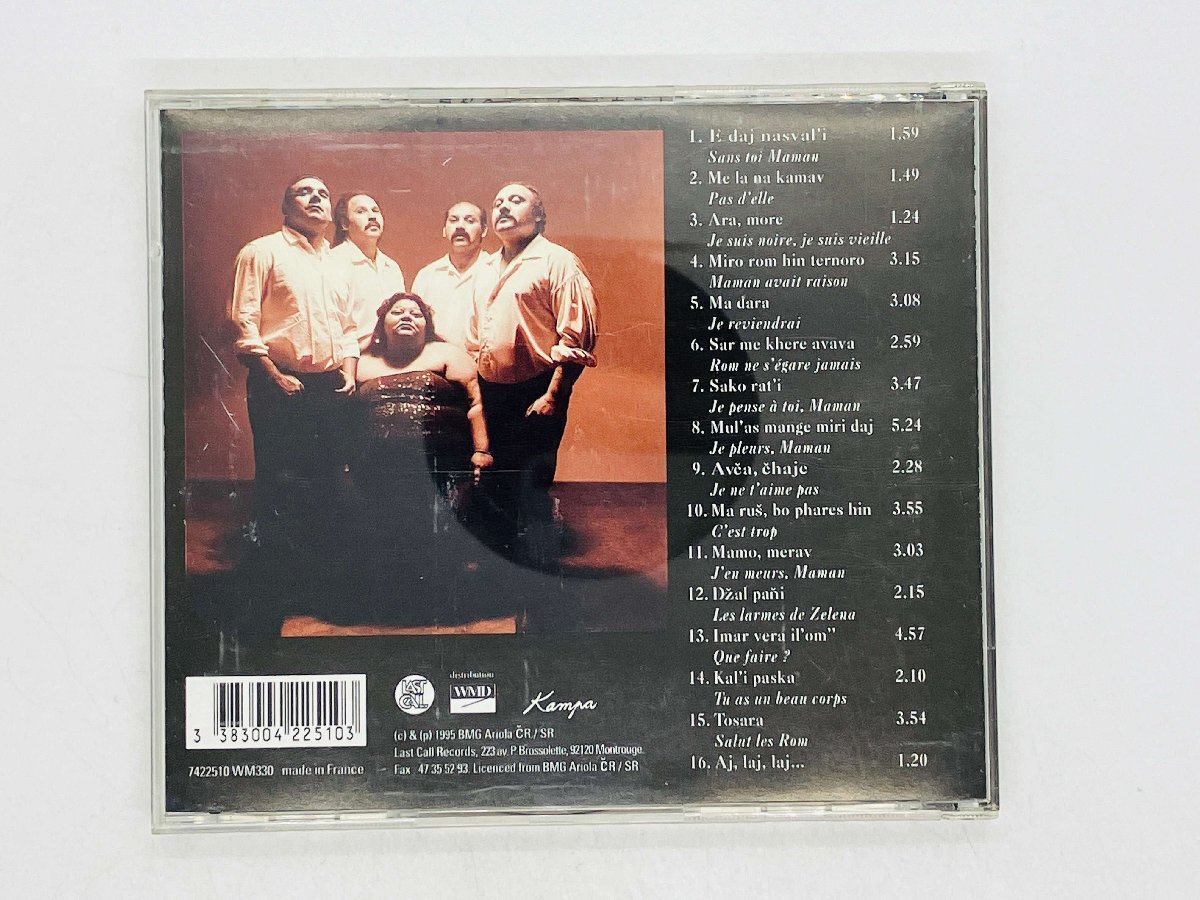 1. E daj nasval'i 1.59
Sans toi Maman
2. Me la na kamav 1.49
Pas d'elle
3. Ara, more 1.24
Je suis noire, je suis vieille
4. Miro rom hin ternoro 3.15
Maman avait raison
5. Ma dara 3.08
Je reviendrai
6. Sar me khere avava 2.59
Rom ne s'égare jamais
7. Sako rat'i 3.47
Je pense à toi, Maman
8. Mul'as mange miri daj 5.24
Je pleurs, Maman
9. Avča, čhaje 2.28
Je ne t'aime pas
10. Ma ruš, bo phares hin 3.55
C'est trop
11. Mamo, merav 3.03
J'en meurs, Maman
12. Džal paňi 2.15
Les larmes de Zelena
13. Imar vera il'om" 4.57
Que faire ?
14. Kal'i paska 2.10
Tu as un beau corps
15. Tosara 3.54
Salut les Rom
16. Aj, laj, laj... 1.20
3 383004 225103
7422510 WM330 made in France
LAST CALL
distribution
WMD
Kampa
(c) & (p) 1995 BMG Ariola ČR / SR
Last Call Records, 223 av. P. Brossolette, 92120 Montrouge.
Fax 47 35 52 93. Licenced from BMG Ariola ČR / SR